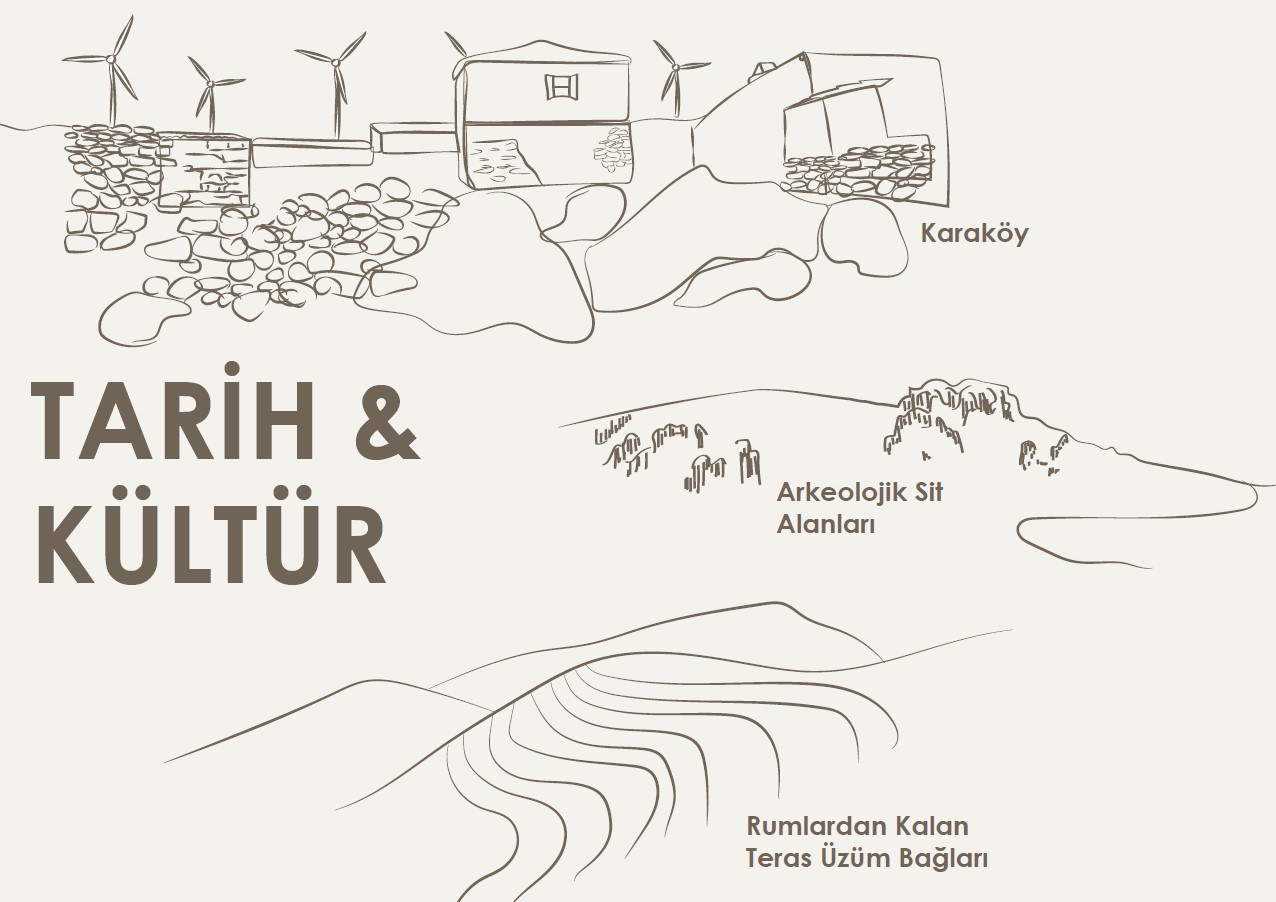 Karaköy
TARİH &
KÜLTÜR
Arkeolojik Sit
Alanları
Rumlardan Kalan
Teras Üzüm Bağları